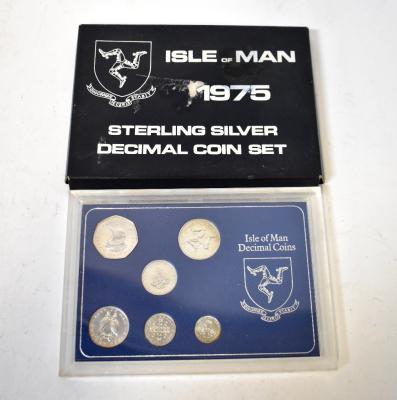 ISLE OF MAN
1975
STERLING SILVER
DECIMAL COIN SET
Isle of Man
Decimal Coins